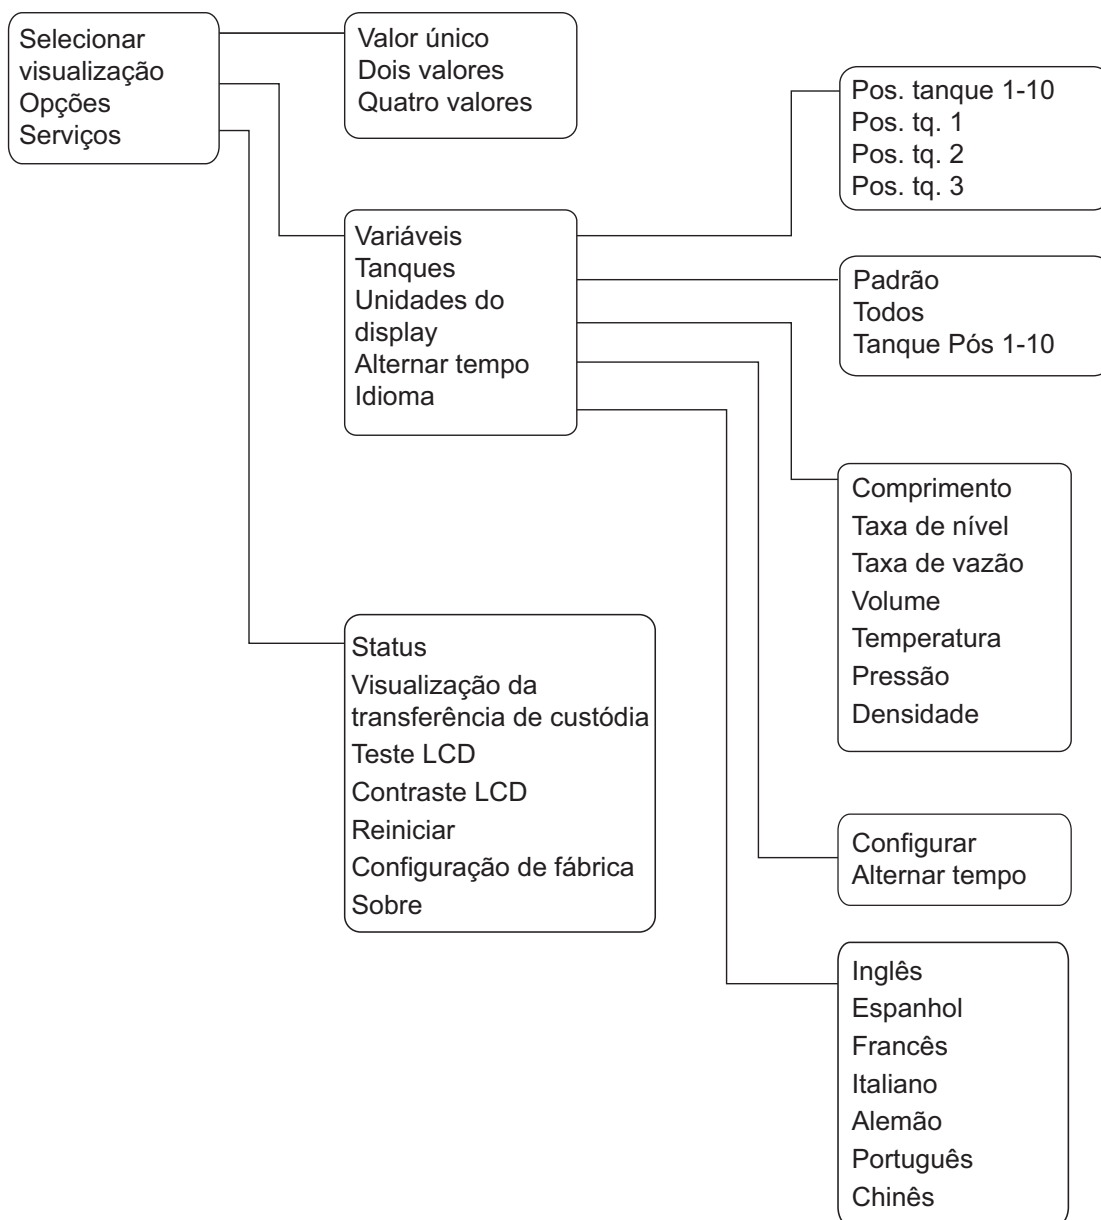 Selecionar
visualização
Opções
Serviços
Valor único
Dois valores
Quatro valores
Pos. tanque 1-10
Pos. tq. 1
Pos. tq. 2
Pos. tq. 3
Variáveis
Tanques
Unidades do
display
Alternar tempo
Idioma
Padrão
Todos
Tanque Pós 1-10
Comprimento
Taxa de nível
Taxa de vazão
Volume
Temperatura
Pressão
Densidade
Status
Visualização da
transferência de custódia
Teste LCD
Contraste LCD
Reiniciar
Configuração de fábrica
Sobre
Configurar
Alternar tempo
Inglês
Espanhol
Francês
Italiano
Alemão
Português
Chinês